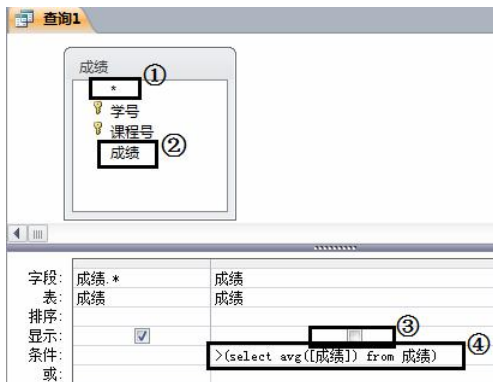 查询1
成绩
*
①
学号
课程号
成绩
②
字段: 成绩.* 成绩
表: 成绩 成绩
排序:
显示: ③
条件: >(select avg([成绩]) from 成绩) ④
或: